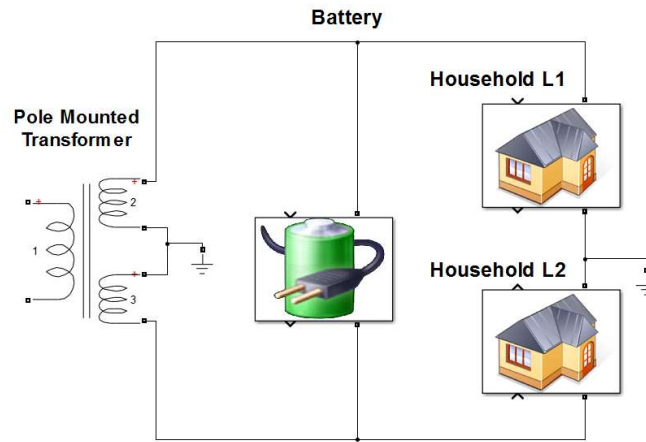 Battery
Household L1
Pole Mounted
Transformer
+
+
2
1
Household L2
+
3